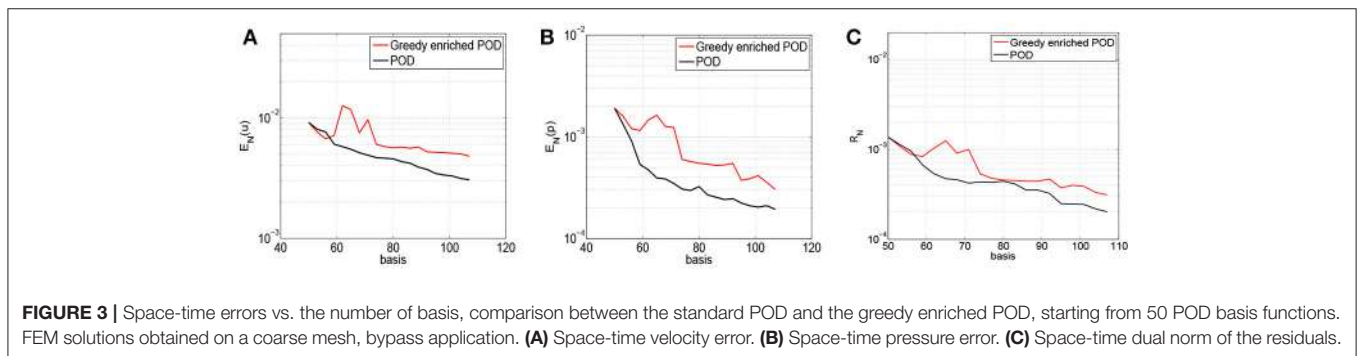 A
Greedy enriched POD
POD
10⁻²
10⁻³
E_N(u)
40 60 80 100 120
basis
B
Greedy enriched POD
POD
10⁻²
10⁻³
10⁻⁴
E_N(p)
40 60 80 100 120
basis
C
Greedy enriched POD
POD
10⁻²
10⁻³
10⁻⁴
R_N
50 60 70 80 90 100 110
basis
FIGURE 3 | Space-time errors vs. the number of basis, comparison between the standard POD and the greedy enriched POD, starting from 50 POD basis functions.
FEM solutions obtained on a coarse mesh, bypass application. (A) Space-time velocity error. (B) Space-time pressure error. (C) Space-time dual norm of the residuals.